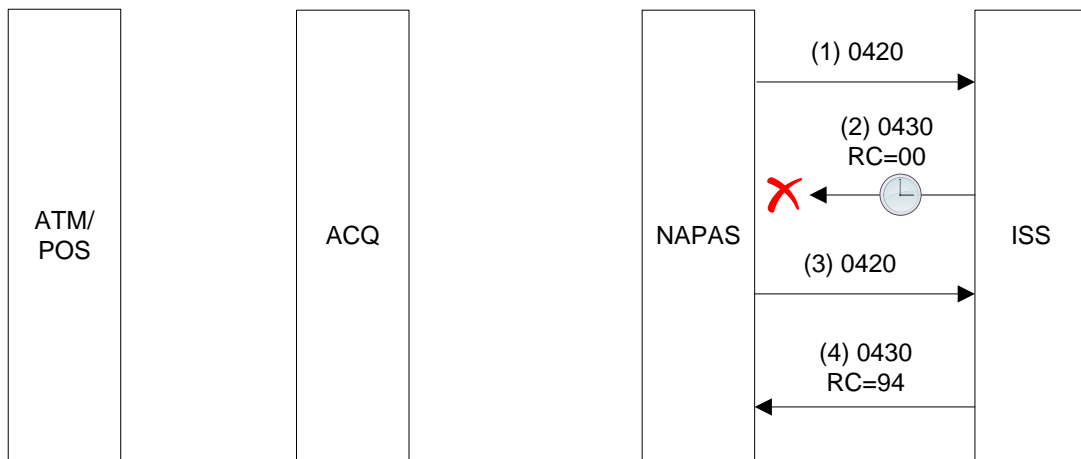 (1) 0420
(2) 0430
RC=00
ATM/
POS
ACQ
NAPAS
ISS
(3) 0420
(4) 0430
RC=94